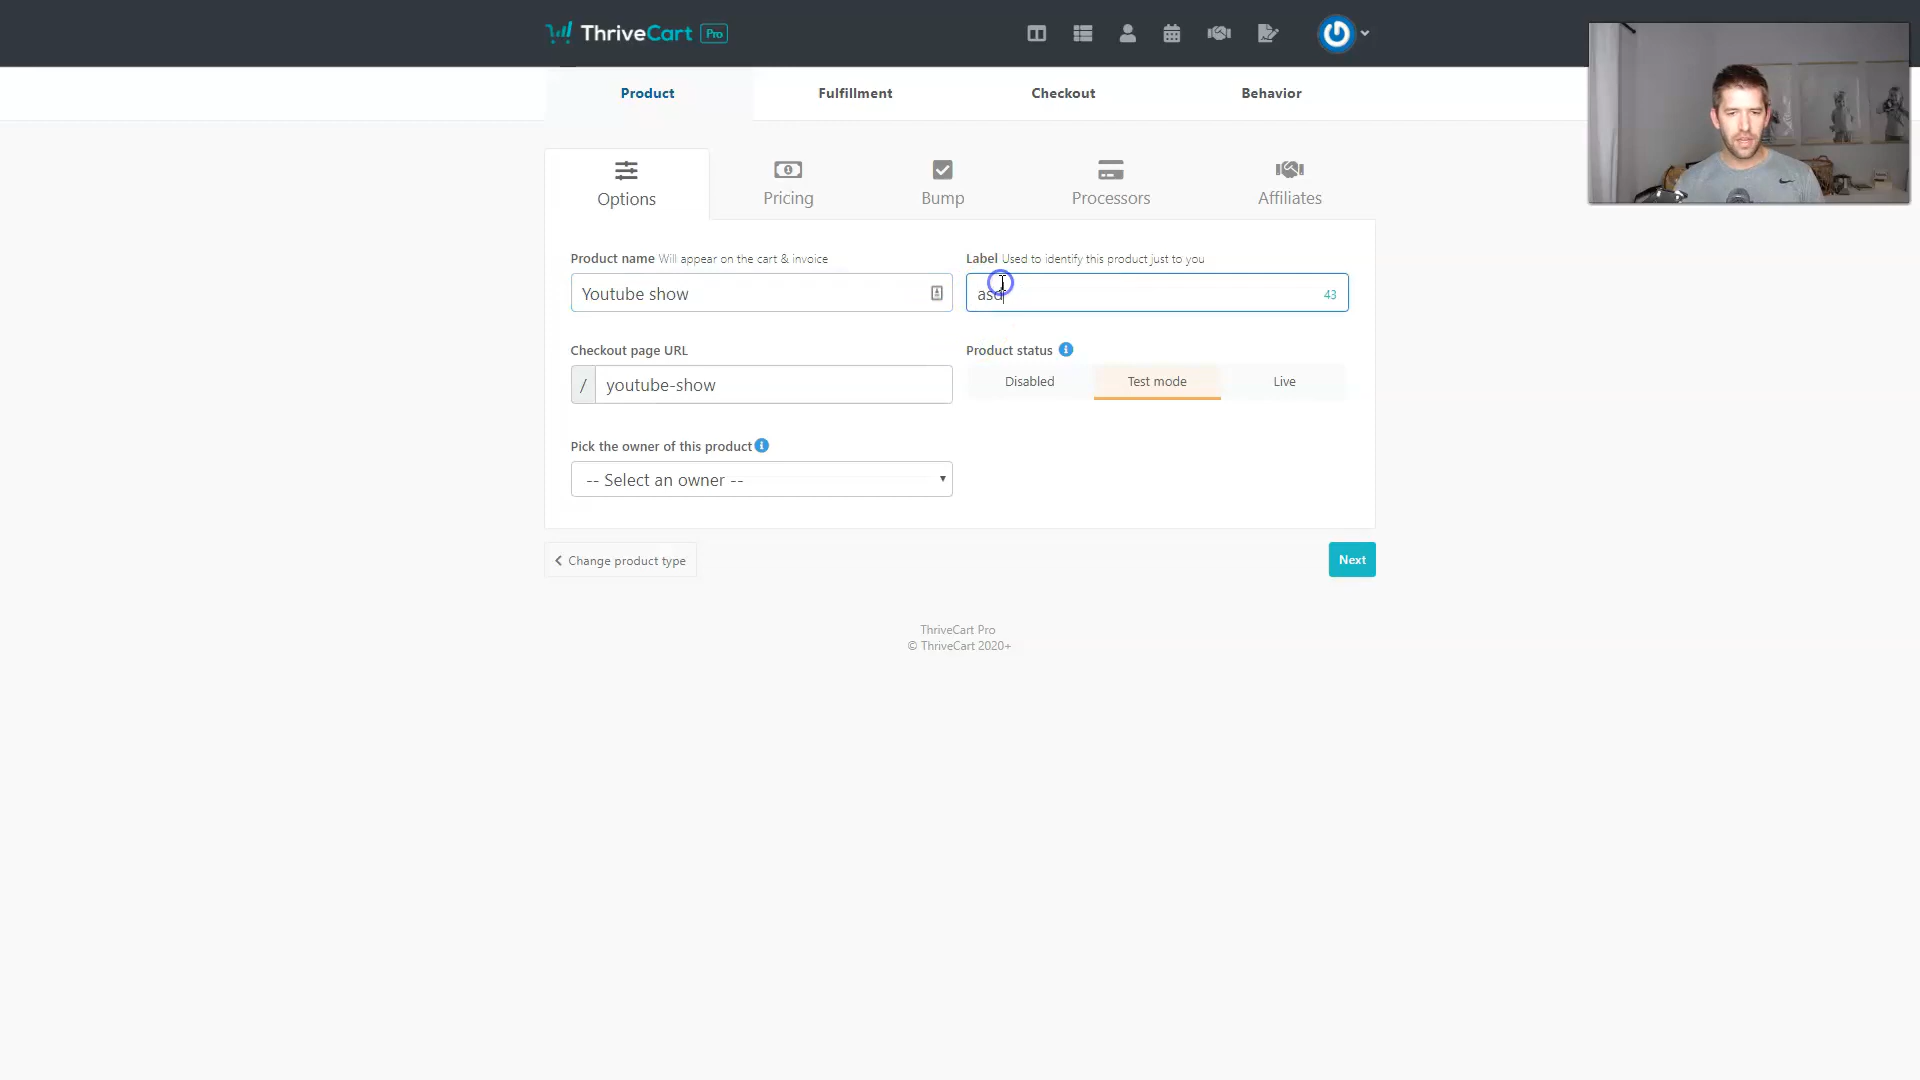 ThriveCart Pro
Product
Fulfillment
Checkout
Behavior
Options
Pricing
Bump
Processors
Affiliates
Product name Will appear on the cart & invoice
Label Used to identify this product just to you
Youtube show
asd
43
Checkout page URL
Product status
/ youtube-show
Disabled
Test mode
Live
Pick the owner of this product
-- Select an owner --
Change product type
Next
ThriveCart Pro
© ThriveCart 2020+